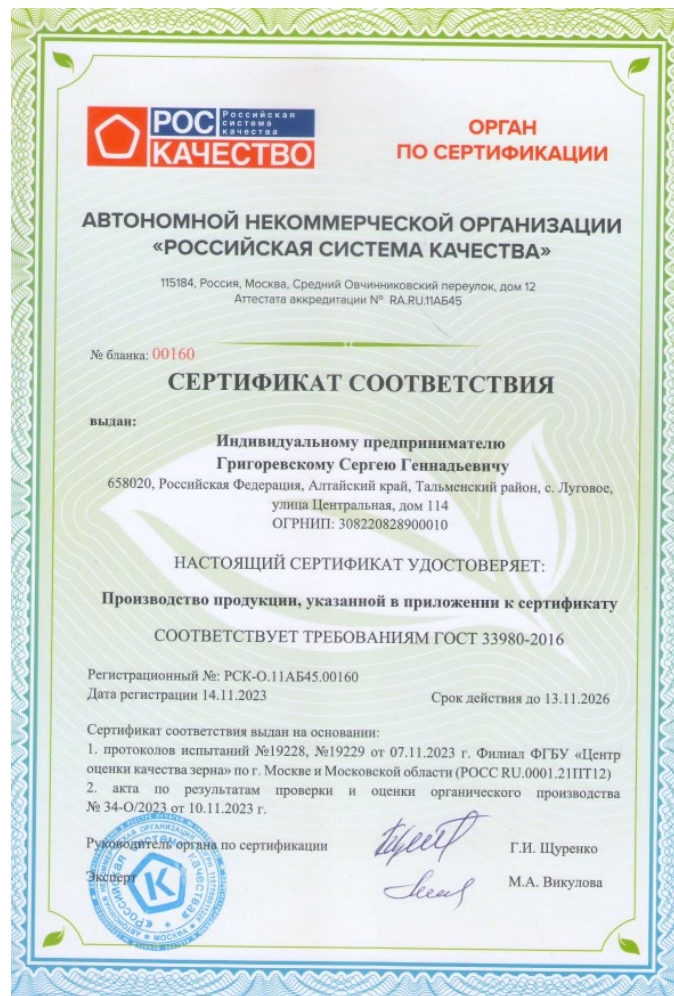 РОС Российская система качества
КАЧЕСТВО
ОРГАН
ПО СЕРТИФИКАЦИИ
АВТОНОМНОЙ НЕКОММЕРЧЕСКОЙ ОРГАНИЗАЦИИ
«РОССИЙСКАЯ СИСТЕМА КАЧЕСТВА»
115184, Россия, Москва, Средний Овчинниковский переулок, дом 12
Аттестата аккредитации № RA.RU.11АБ45
№ бланка: 00160
СЕРТИФИКАТ СООТВЕТСТВИЯ
выдан:
Индивидуальному предпринимателю
Григоревскому Сергею Геннадьевичу
658020, Российская Федерация, Алтайский край, Тальменский район, с. Луговое,
улица Центральная, дом 114
ОГРНИП: 308220828900010
НАСТОЯЩИЙ СЕРТИФИКАТ УДОСТОВЕРЯЕТ:
Производство продукции, указанной в приложении к сертификату
СООТВЕТСТВУЕТ ТРЕБОВАНИЯМ ГОСТ 33980-2016
Регистрационный №: РСК-О.11АБ45.00160
Дата регистрации 14.11.2023
Срок действия до 13.11.2026
Сертификат соответствия выдан на основании:
1. протоколов испытаний №19228, №19229 от 07.11.2023 г. Филиал ФГБУ «Центр
оценки качества зерна» по г. Москве и Московской области (РОСС RU.0001.21ПТ12)
2. акта по результатам проверки и оценки органического производства
№ 34-О/2023 от 10.11.2023 г.
Руководитель органа по сертификации
Г.И. Щуренко
Эксперт
М.А. Викулова
«Российская система качества»
МОСКВА